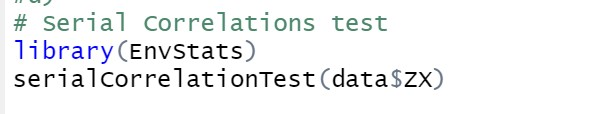 # Serial Correlations test
library(EnvStats)
serialCorrelationTest(data$ZX)